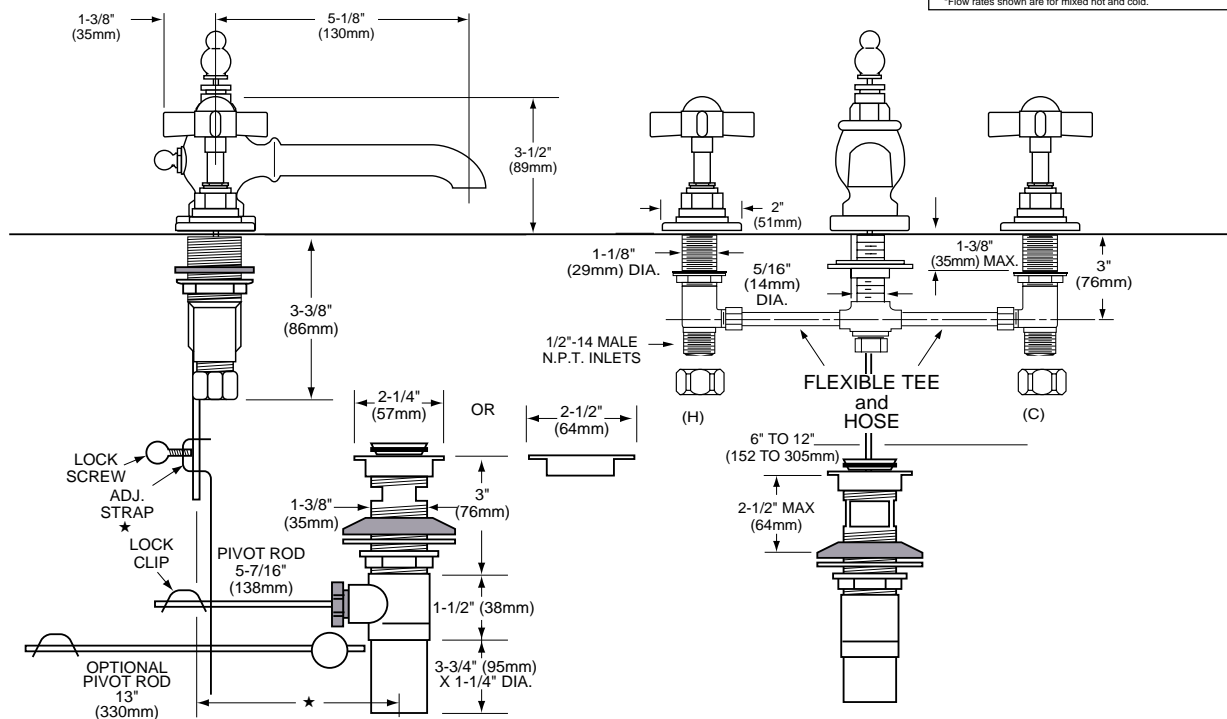 *Flow rates shown are for mixed hot and cold.
1-3/8"
(35mm)
5-1/8"
(130mm)
3-1/2"
(89mm)
2"
(51mm)
1-1/8"
(29mm) DIA.
5/16"
(14mm)
DIA.
1-3/8"
(35mm) MAX.
3"
(76mm)
3-3/8"
(86mm)
1/2"-14 MALE
N.P.T. INLETS
FLEXIBLE TEE
and
HOSE
(H)
(C)
2-1/4"
(57mm)
OR
2-1/2"
(64mm)
6" TO 12"
(152 TO 305mm)
LOCK
SCREW
ADJ.
STRAP
★
LOCK
CLIP
1-3/8"
(35mm)
3"
(76mm)
2-1/2" MAX
(64mm)
PIVOT ROD
5-7/16"
(138mm)
1-1/2" (38mm)
OPTIONAL
PIVOT ROD
13"
(330mm)
★
3-3/4" (95mm)
X 1-1/4" DIA.